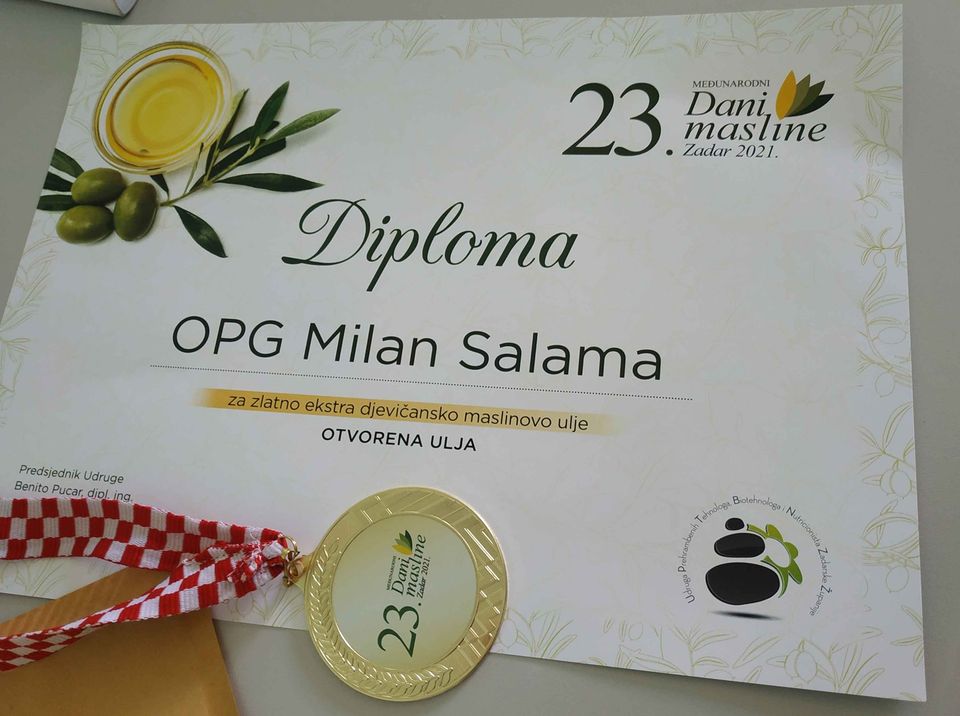 23.
MEĐUNARODNI
Dani
masline
Zadar 2021.
Diploma
OPG Milan Salama
za zlatno ekstra djevičansko maslinovo ulje
OTVORENA ULJA
Predsjednik Udruge
Benito Pucar, dipl. ing.
Udruga Prehrambenih Tehnologa, Biotehnologa i Nutricionista Zadarske Županije
23.
MEĐUNARODNI
Dani
masline
Zadar 2021.